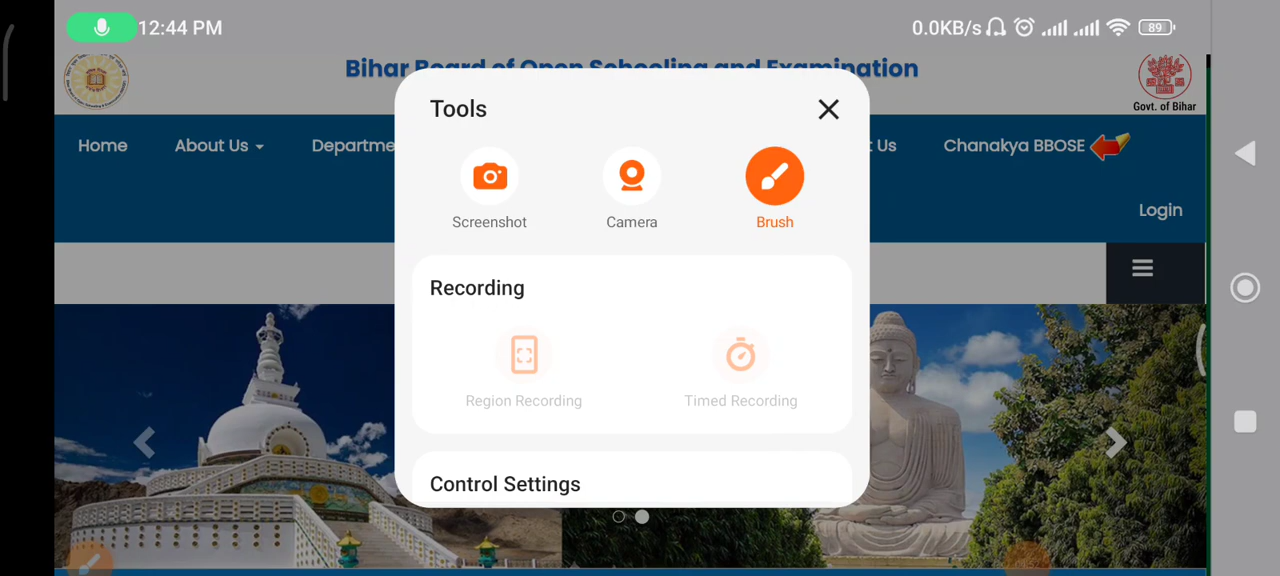 12:44 PM
0.0KB/s
89
Bihar Board of Open Schooling and Examination
Govt. of Bihar
Tools
Home
About Us
Departme
t Us
Chanakya BBOSE
Screenshot
Camera
Brush
Login
Recording
Region Recording
Timed Recording
Control Settings